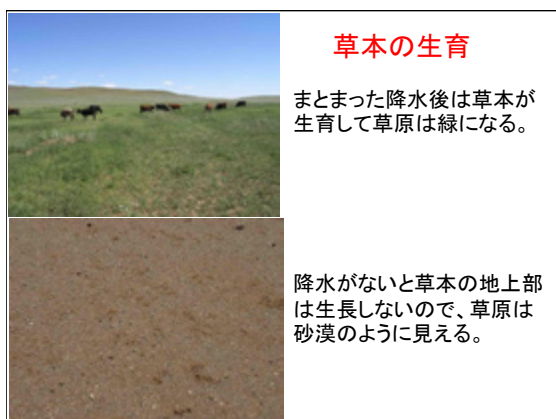 草本の生育
まとまった降水後は草本が
生育して草原は緑になる。
降水がないと草本の地上部
は生長しないので、草原は
砂漠のように見える。